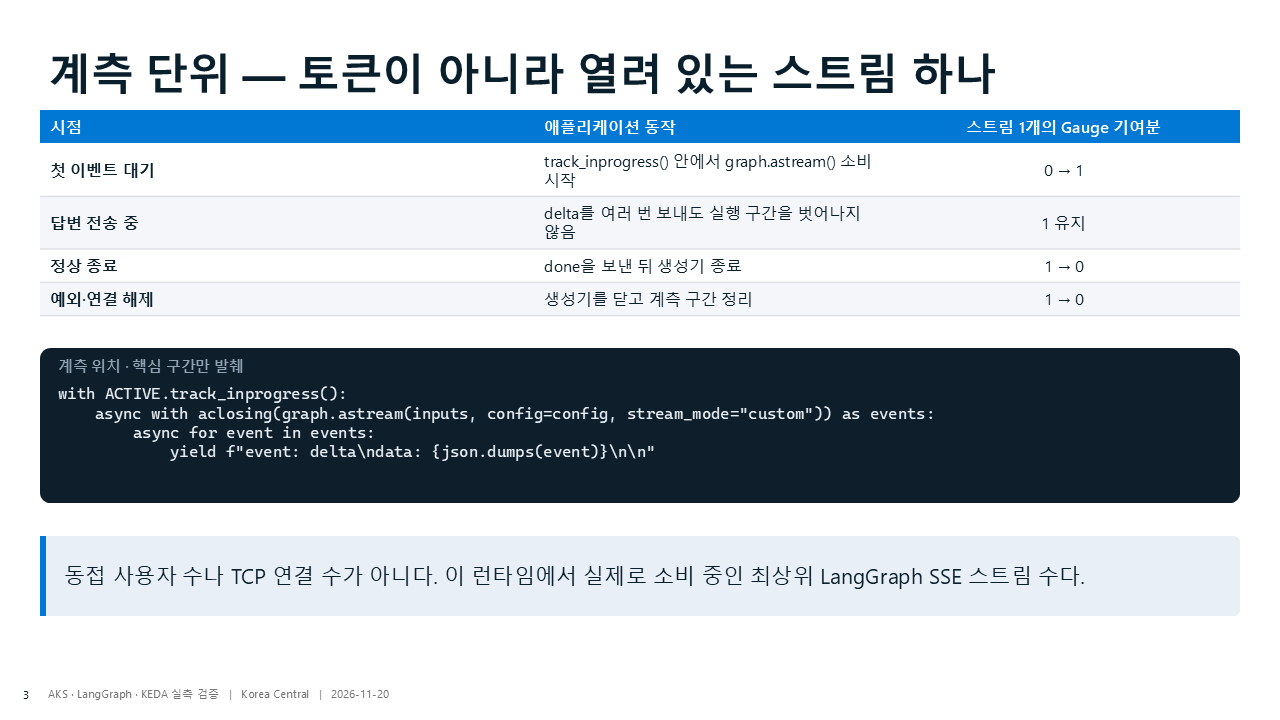 계측 단위 — 토큰이 아니라 열려 있는 스트림 하나
시점 애플리케이션 동작 스트림 1개의 Gauge 기여분
첫 이벤트 대기 track_inprogress() 안에서 graph.astream() 소비 시작 0 → 1
답변 전송 중 delta를 여러 번 보내도 실행 구간을 벗어나지 않음 1 유지
정상 종료 done을 보낸 뒤 생성기 종료 1 → 0
예외·연결 해제 생성기를 닫고 계측 구간 정리 1 → 0
계측 위치 · 핵심 구간만 발췌
with ACTIVE.track_inprogress():
    async with aclosing(graph.astream(inputs, config=config, stream_mode="custom")) as events:
        async for event in events:
            yield f"event: delta\ndata: {json.dumps(event)}\n\n"
동접 사용자 수나 TCP 연결 수가 아니다. 이 런타임에서 실제로 소비 중인 최상위 LangGraph SSE 스트림 수다.
3 AKS · LangGraph · KEDA 실측 검증 | Korea Central | 2026-11-20